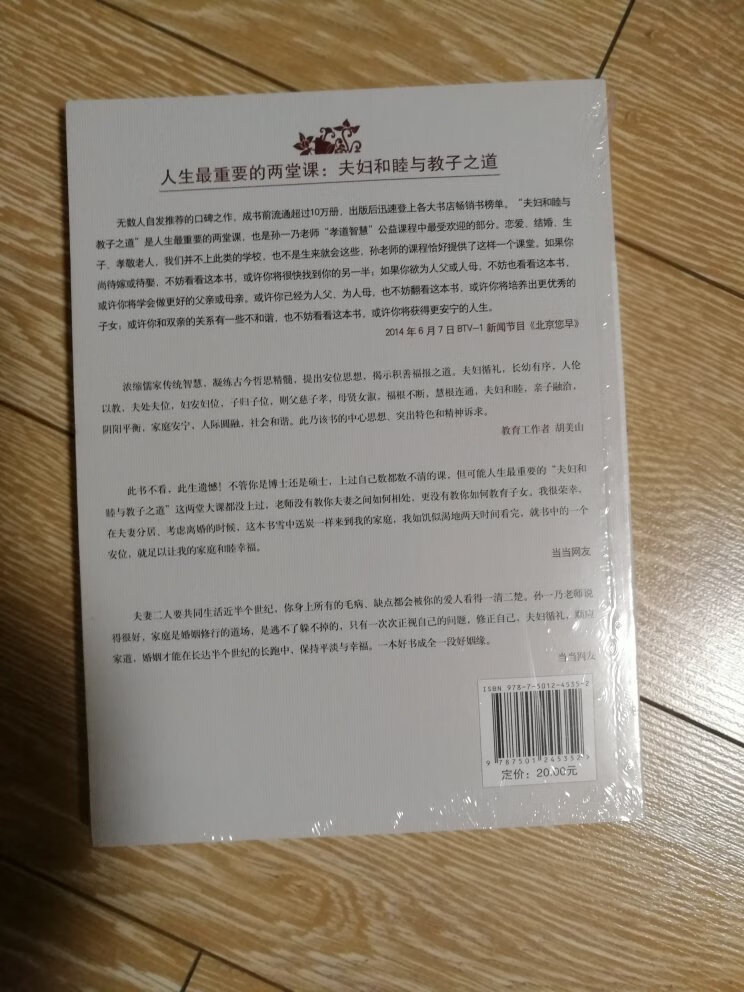 人生最重要的两堂课：夫妇和睦与教子之道
无数人自发推荐的口碑之作，成书前流通超过10万册，出版后迅速登上各大书店畅销书榜单。“夫妇和睦与
教子之道”是人生最重要的两堂课，也是孙一乃老师“孝道智慧”公益课程中最受欢迎的部分。恋爱、结婚、生
子、孝敬老人，我们并不上此类的学校，也不是生来就会这些，孙老师的课程恰好提供了这样一个课堂。如果你
尚待嫁或待娶，不妨看看这本书，或许你将很快找到你的另一半；如果你欲为人父或人母，不妨也看看这本书，
或许你将学会做更好的父亲或母亲。或许你已经为人父、为人母，也不妨翻看这本书，或许你将培养出更优秀的
子女；或许你和双亲的关系有一些不和谐，也不妨看看这本书，或许你将获得更安宁的人生。
2014年6月7日BTV-1新闻节目《北京您早》
浓缩儒家传统智慧，凝练古今哲思精髓，提出安位思想，揭示积善福报之道。夫妇循礼，长幼有序，人伦
以教，夫处夫位，妇安妇位，子归子位，则父慈子孝，母贤女淑，福根不断，慧根连通，夫妇和睦，亲子融洽，
阴阳平衡，家庭安宁，人际圆融，社会和谐。此乃该书的中心思想、突出特色和精神诉求。
教育工作者 胡美山
此书不看，此生遗憾！不管你是博士还是硕士，上过自己数都数不清的课，但可能人生最重要的“夫妇和
睦与教子之道”这两堂大课都没上过，老师没有教你夫妻之间如何相处，更没有教你如何教育子女。我很荣幸，
在夫妻分居、考虑离婚的时候，这本书雪中送炭一样来到我的家庭，我如饥似渴地两天时间看完，就书中的一个
安位，就足以让我的家庭和睦幸福。
当当网友
夫妻二人要共同生活近半个世纪，你身上所有的毛病、缺点都会被你的爱人看得一清二楚。孙一乃老师说
得很好，家庭是婚姻修行的道场，是逃不了躲不掉的，只有一次次正视自己的问题，修正自己，夫妇循礼，顺应
家道，婚姻才能在长达半个世纪的长跑中，保持平淡与幸福。一本好书成全一段好姻缘。
当当网友
ISBN 978-7-5012-4535-2
9 787501 245352 >
定价：20.00元